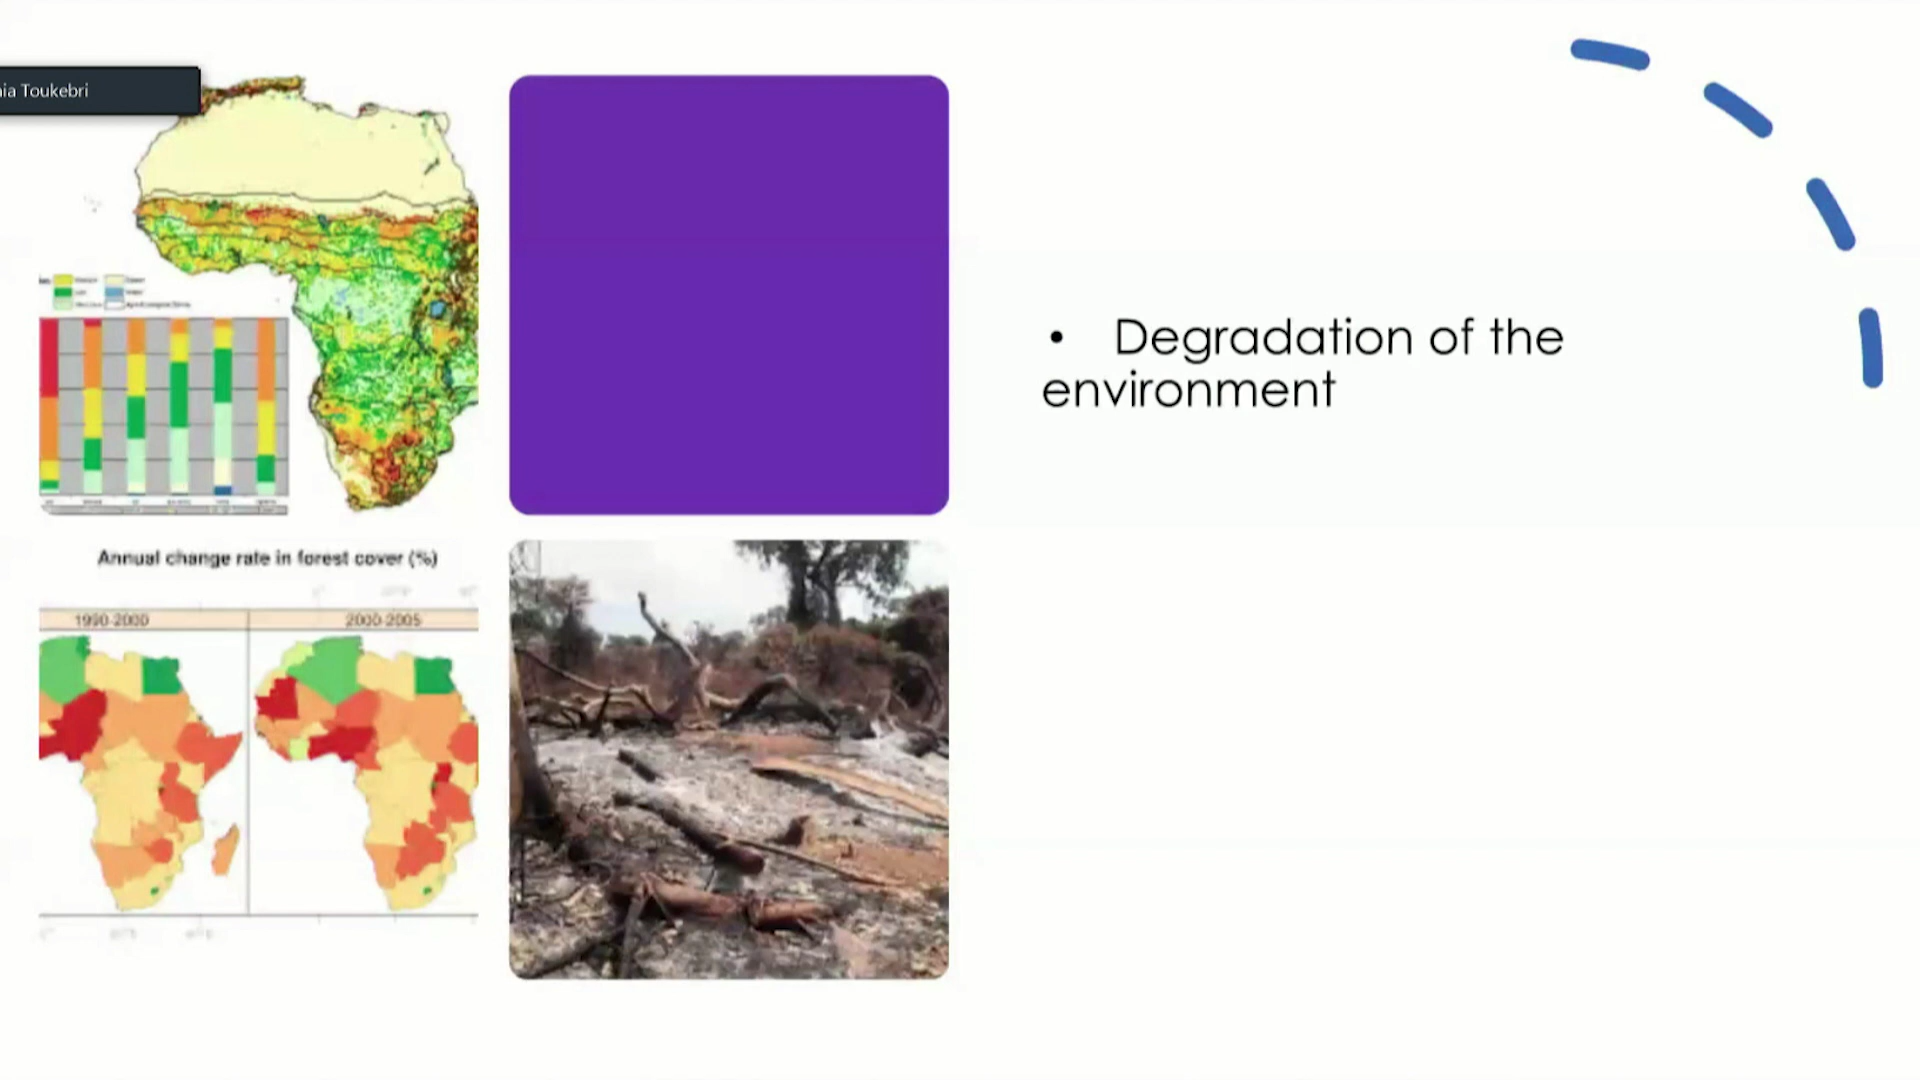 ia Toukebri
• Degradation of the
environment
Annual change rate in forest cover (%)
1990-2000
2000-2005